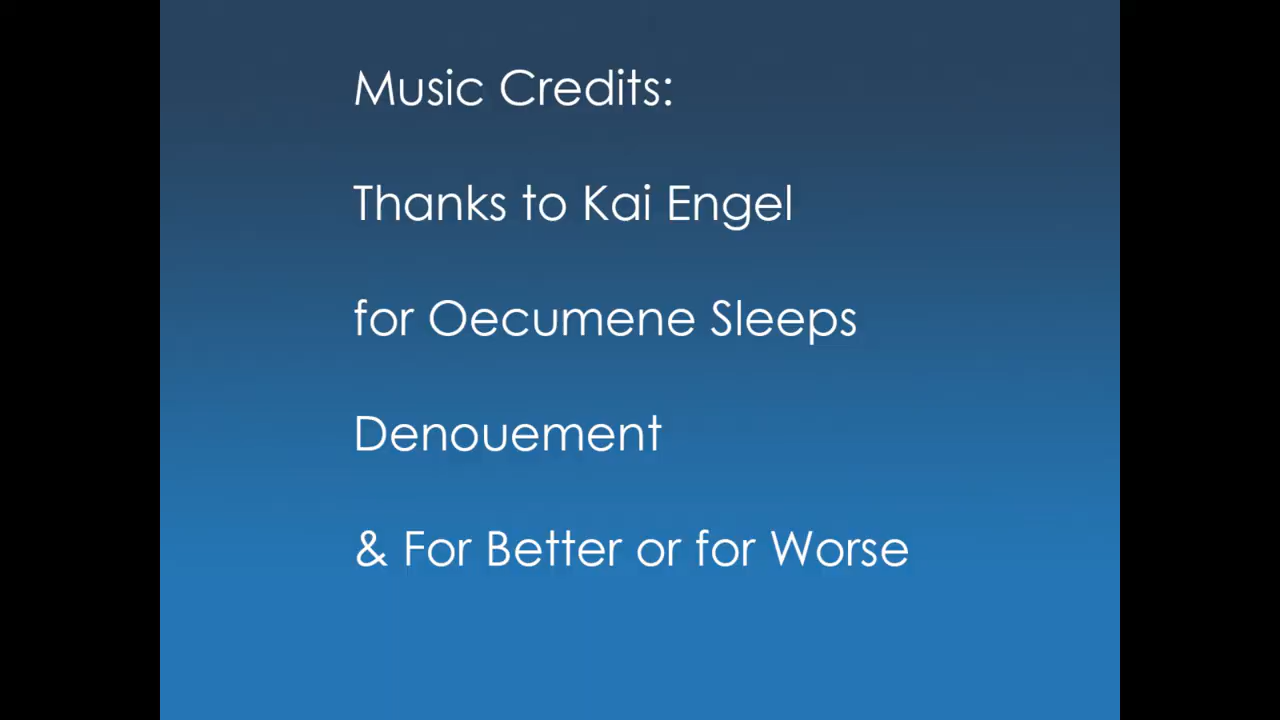 Music Credits:
Thanks to Kai Engel
for Oecumene Sleeps
Denouement
& For Better or for Worse